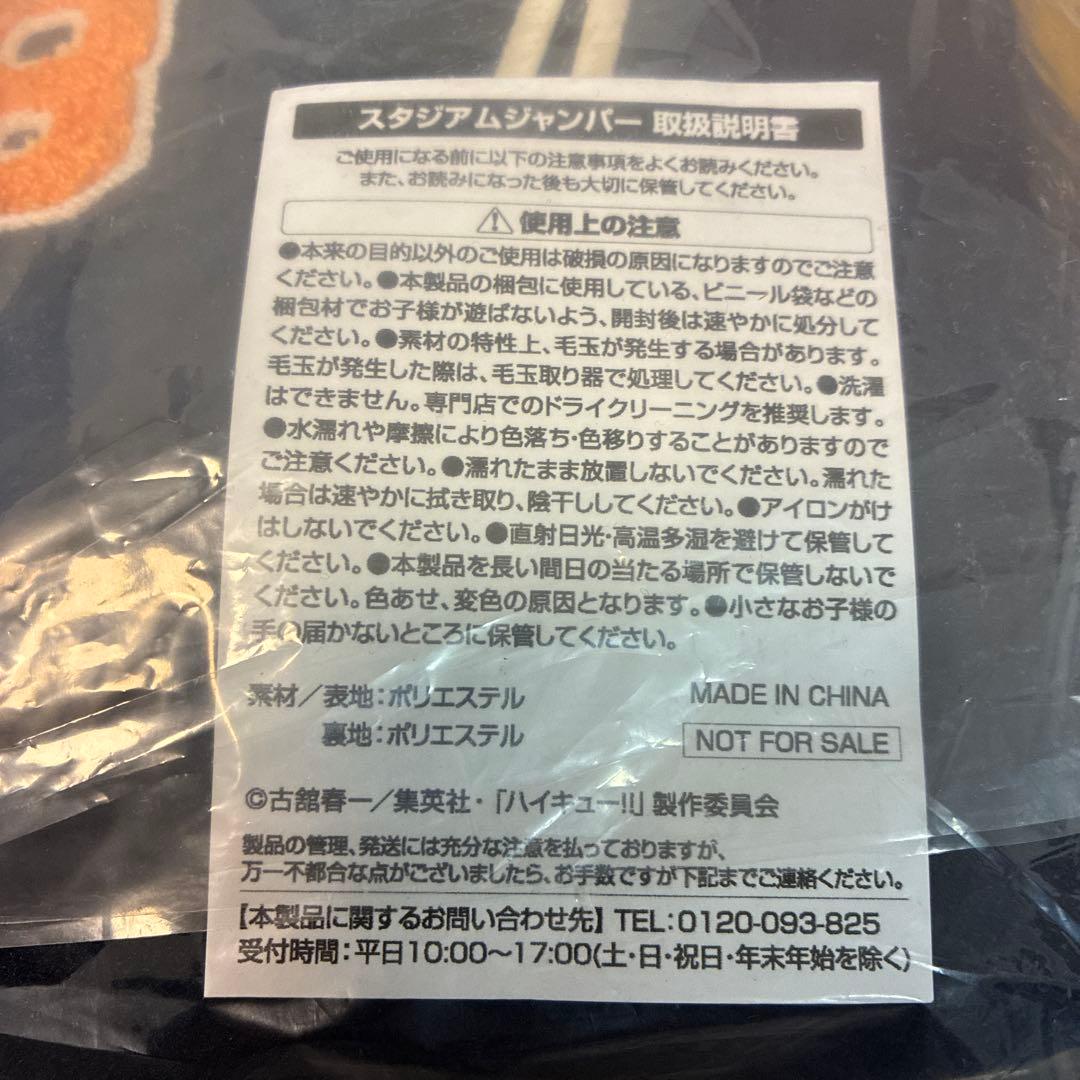 スタジアムジャンパー 取扱説明書
ご使用になる前に以下の注意事項をよくお読みください。
また、お読みになった後も大切に保管してください。
⚠使用上の注意
●本来の目的以外のご使用は破損の原因になりますのでご注意
ください。●本製品の梱包に使用している、ビニール袋などの
梱包材でお子様が遊ばないよう、開封後は速やかに処分して
ください。●素材の特性上、毛玉が発生する場合があります。
毛玉が発生した際は、毛玉取り器で処理してください。●洗濯
はできません。専門店でのドライクリーニングを推奨します。
●水濡れや摩擦により色落ち・色移りすることがありますので
ご注意ください。●濡れたまま放置しないでください。濡れた
場合は速やかに拭き取り、陰干ししてください。●アイロンがけ
はしないでください。●直射日光・高温多湿を避けて保管して
ください。●本製品を長い間日の当たる場所で保管しないで
ください。色あせ、変色の原因となります。●小さなお子様の
手の届かないところに保管してください。
素材／表地：ポリエステル
裏地：ポリエステル
MADE IN CHINA
NOT FOR SALE
©古舘春一／集英社・「ハイキュー!!」製作委員会
製品の管理、発送には充分な注意を払っておりますが、
万一不都合な点がございましたら、お手数ですが下記までご連絡ください。
【本製品に関するお問い合わせ先】TEL：0120-093-825
受付時間：平日10:00～17:00(土・日・祝日・年末年始を除く)